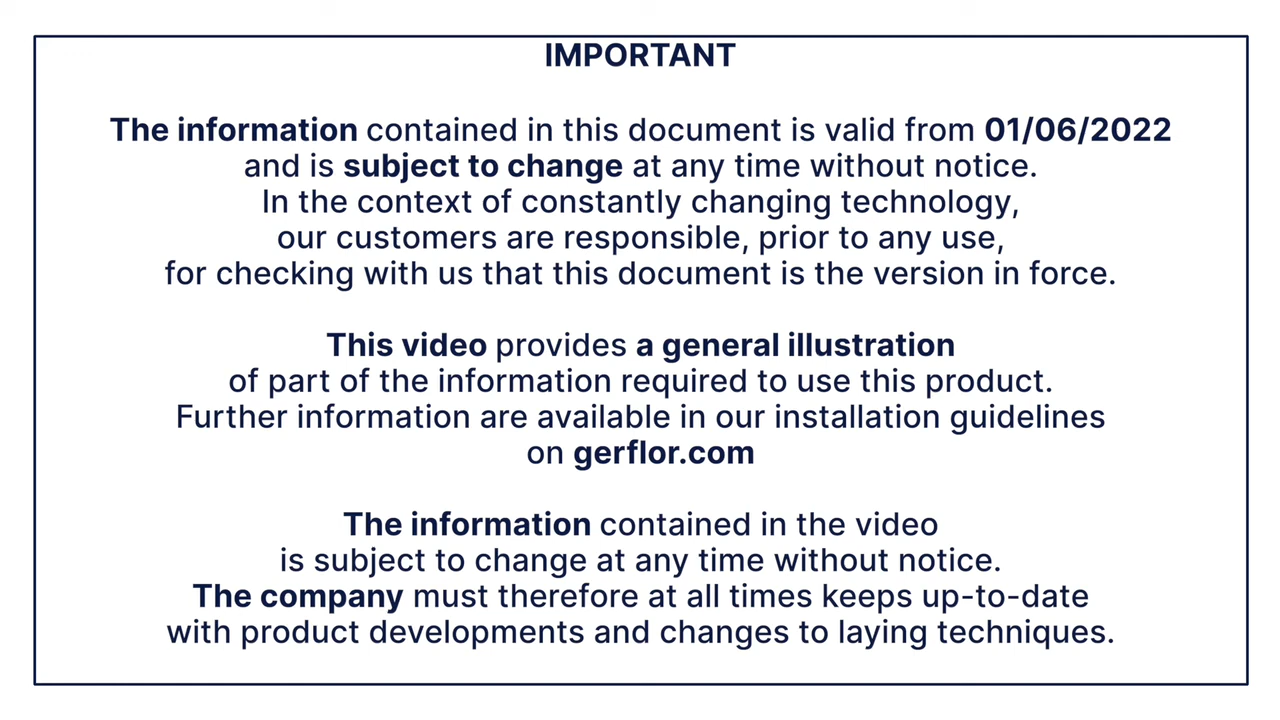 IMPORTANT
The information contained in this document is valid from 01/06/2022
and is subject to change at any time without notice.
In the context of constantly changing technology,
our customers are responsible, prior to any use,
for checking with us that this document is the version in force.
This video provides a general illustration
of part of the information required to use this product.
Further information are available in our installation guidelines
on gerflor.com
The information contained in the video
is subject to change at any time without notice.
The company must therefore at all times keeps up-to-date
with product developments and changes to laying techniques.